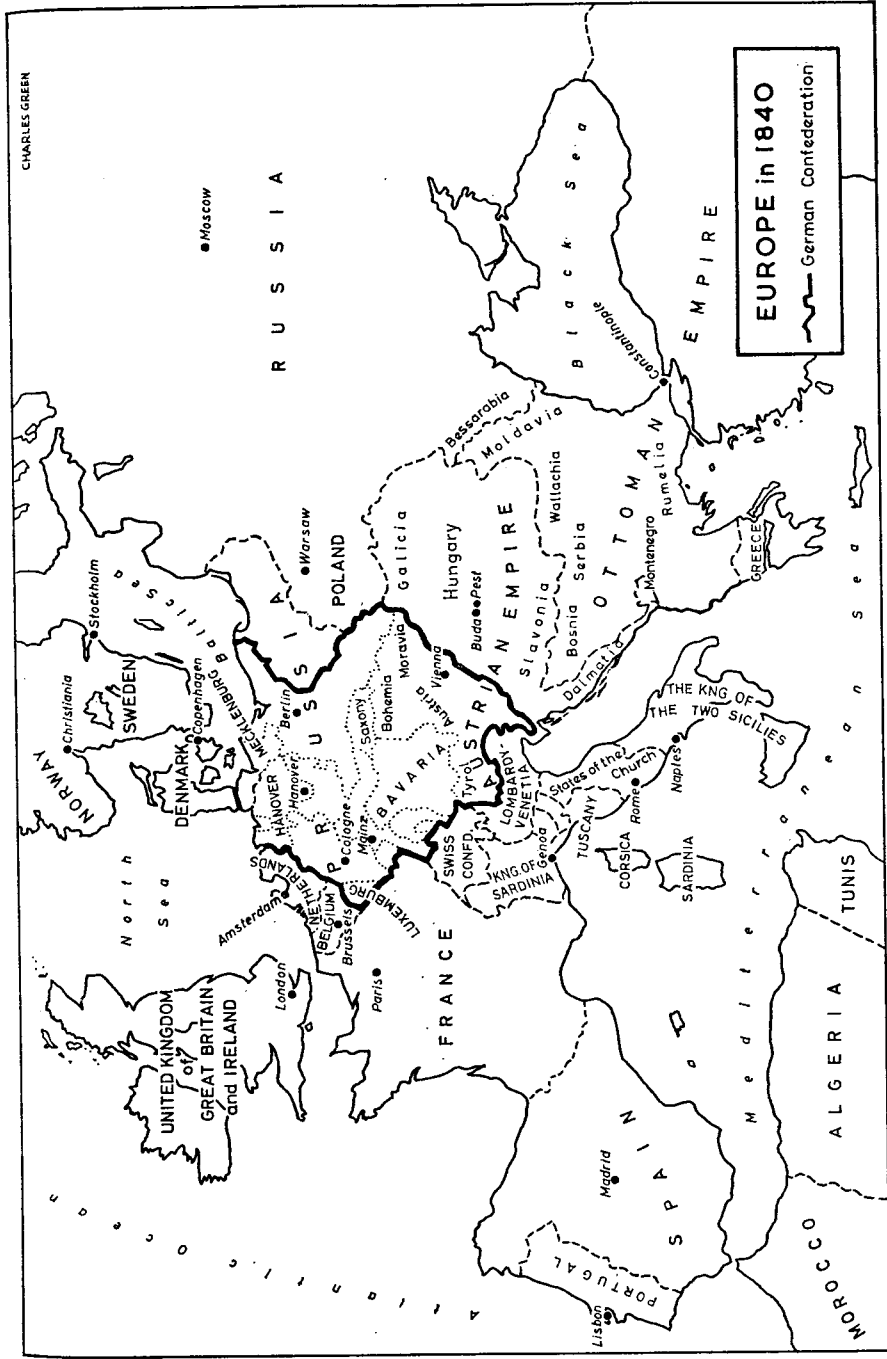 CHARLES GREEN
EUROPE in 1840
German Confederation
Atlantic Ocean
North
Sea
NORWAY
Christiania
SWEDEN
Stockholm
Baltic Sea
DENMARK
Copenhagen
UNITED KINGDOM
of
GREAT BRITAIN
and IRELAND
London
Amsterdam
NETHERLANDS
BELGIUM
Brussels
LUXEMBURG
HANOVER
Hanover
MECKLENBURG
Berlin
PRUSSIA
Cologne
Mainz
Saxony
Bohemia
Moravia
BAVARIA
Austria
Vienna
Tyrol
POLAND
Warsaw
RUSSIA
Moscow
Paris
FRANCE
SWISS
CONFD.
KNG. OF
SARDINIA
Genoa
LOMBARDY
VENETIA
AUSTRIAN EMPIRE
Galicia
Hungary
Buda
Pest
Slavonia
Dalmatia
Bessarabia
Moldavia
Wallachia
Bosnia
Serbia
Montenegro
OTTOMAN
EMPIRE
Rumelia
Constantinople
Black Sea
GREECE
States of the
Church
TUSCANY
Rome
Naples
THE KNG. OF
THE TWO SICILIES
CORSICA
SARDINIA
Mediterranean Sea
PORTUGAL
Lisbon
SPAIN
Madrid
MOROCCO
ALGERIA
TUNIS